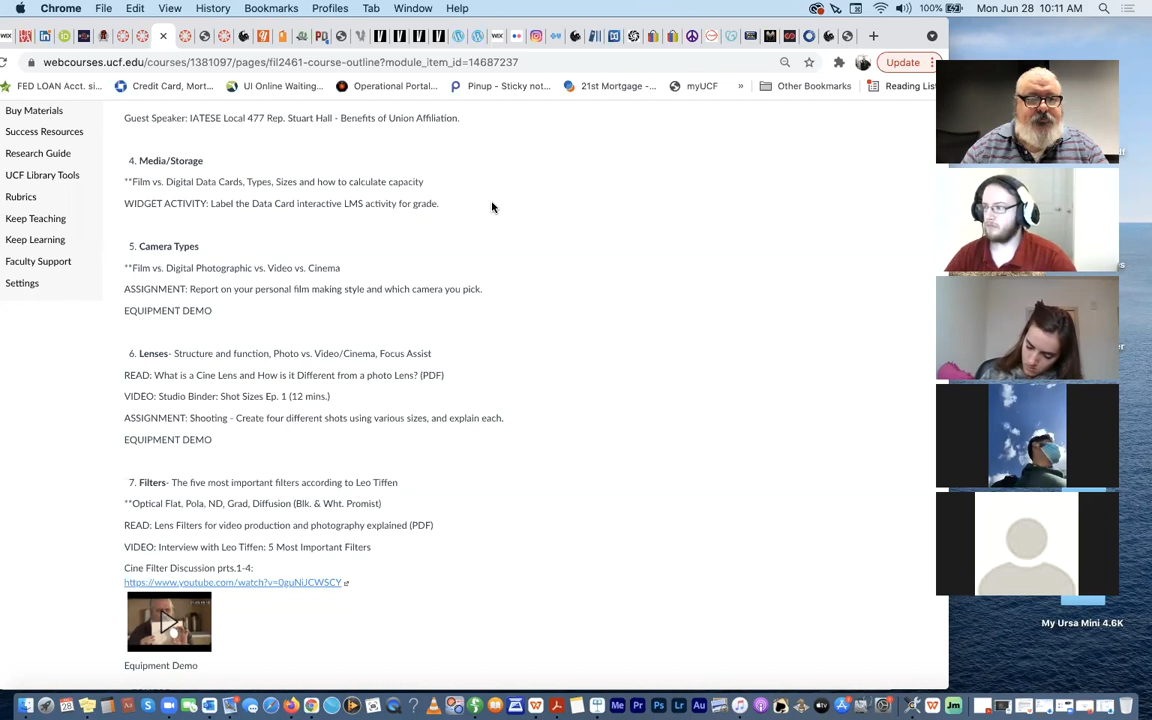 Chrome File Edit View History Bookmarks Profiles Tab Window Help 100% Mon Jun 28 10:11 AM
webcourses.ucf.edu/courses/1381097/pages/fil2461-course-outline?module_item_id=14687237 Update
FED LOAN Acct. si... Credit Card, Mort... UI Online Waiting... Operational Portal... Pinup - Sticky not... 21st Mortgage -... myUCF » Other Bookmarks Reading List
Buy Materials
Success Resources
Research Guide
UCF Library Tools
Rubrics
Keep Teaching
Keep Learning
Faculty Support
Settings
Guest Speaker: IATESE Local 477 Rep. Stuart Hall - Benefits of Union Affiliation.
4. Media/Storage
**Film vs. Digital Data Cards, Types, Sizes and how to calculate capacity
WIDGET ACTIVITY: Label the Data Card interactive LMS activity for grade.
5. Camera Types
**Film vs. Digital Photographic vs. Video vs. Cinema
ASSIGNMENT: Report on your personal film making style and which camera you pick.
EQUIPMENT DEMO
6. Lenses- Structure and function, Photo vs. Video/Cinema, Focus Assist
READ: What is a Cine Lens and How is it Different from a photo Lens? (PDF)
VIDEO: Studio Binder: Shot Sizes Ep. 1 (12 mins.)
ASSIGNMENT: Shooting - Create four different shots using various sizes, and explain each.
EQUIPMENT DEMO
7. Filters- The five most important filters according to Leo Tiffen
**Optical Flat, Pola, ND, Grad, Diffusion (Blk. & Wht. Promist)
READ: Lens Filters for video production and photography explained (PDF)
VIDEO: Interview with Leo Tiffen: 5 Most Important Filters
Cine Filter Discussion prts.1-4:
https://www.youtube.com/watch?v=0guNiJCWSCY
Equipment Demo
My Ursa Mini 4.6K